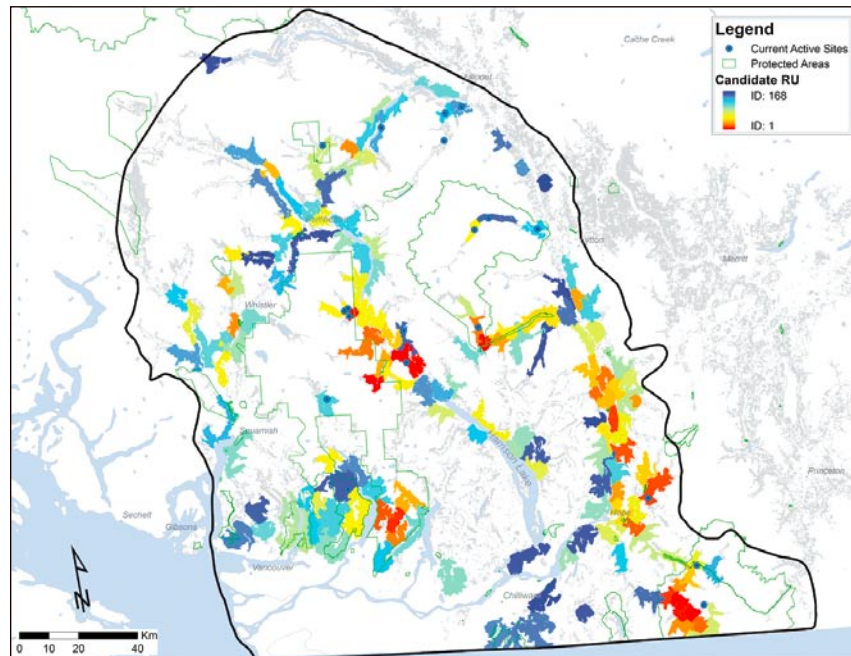 Legend
Current Active Sites
Protected Areas
Candidate RU
ID: 168
ID: 1
Cache Creek
Lillooet
Lytton
Merritt
Whistler
Squamish
Harrison Lake
Princeton
Sechelt
Gibsons
Hope
Vancouver
Chilliwack
N
0 10 20 40 Km